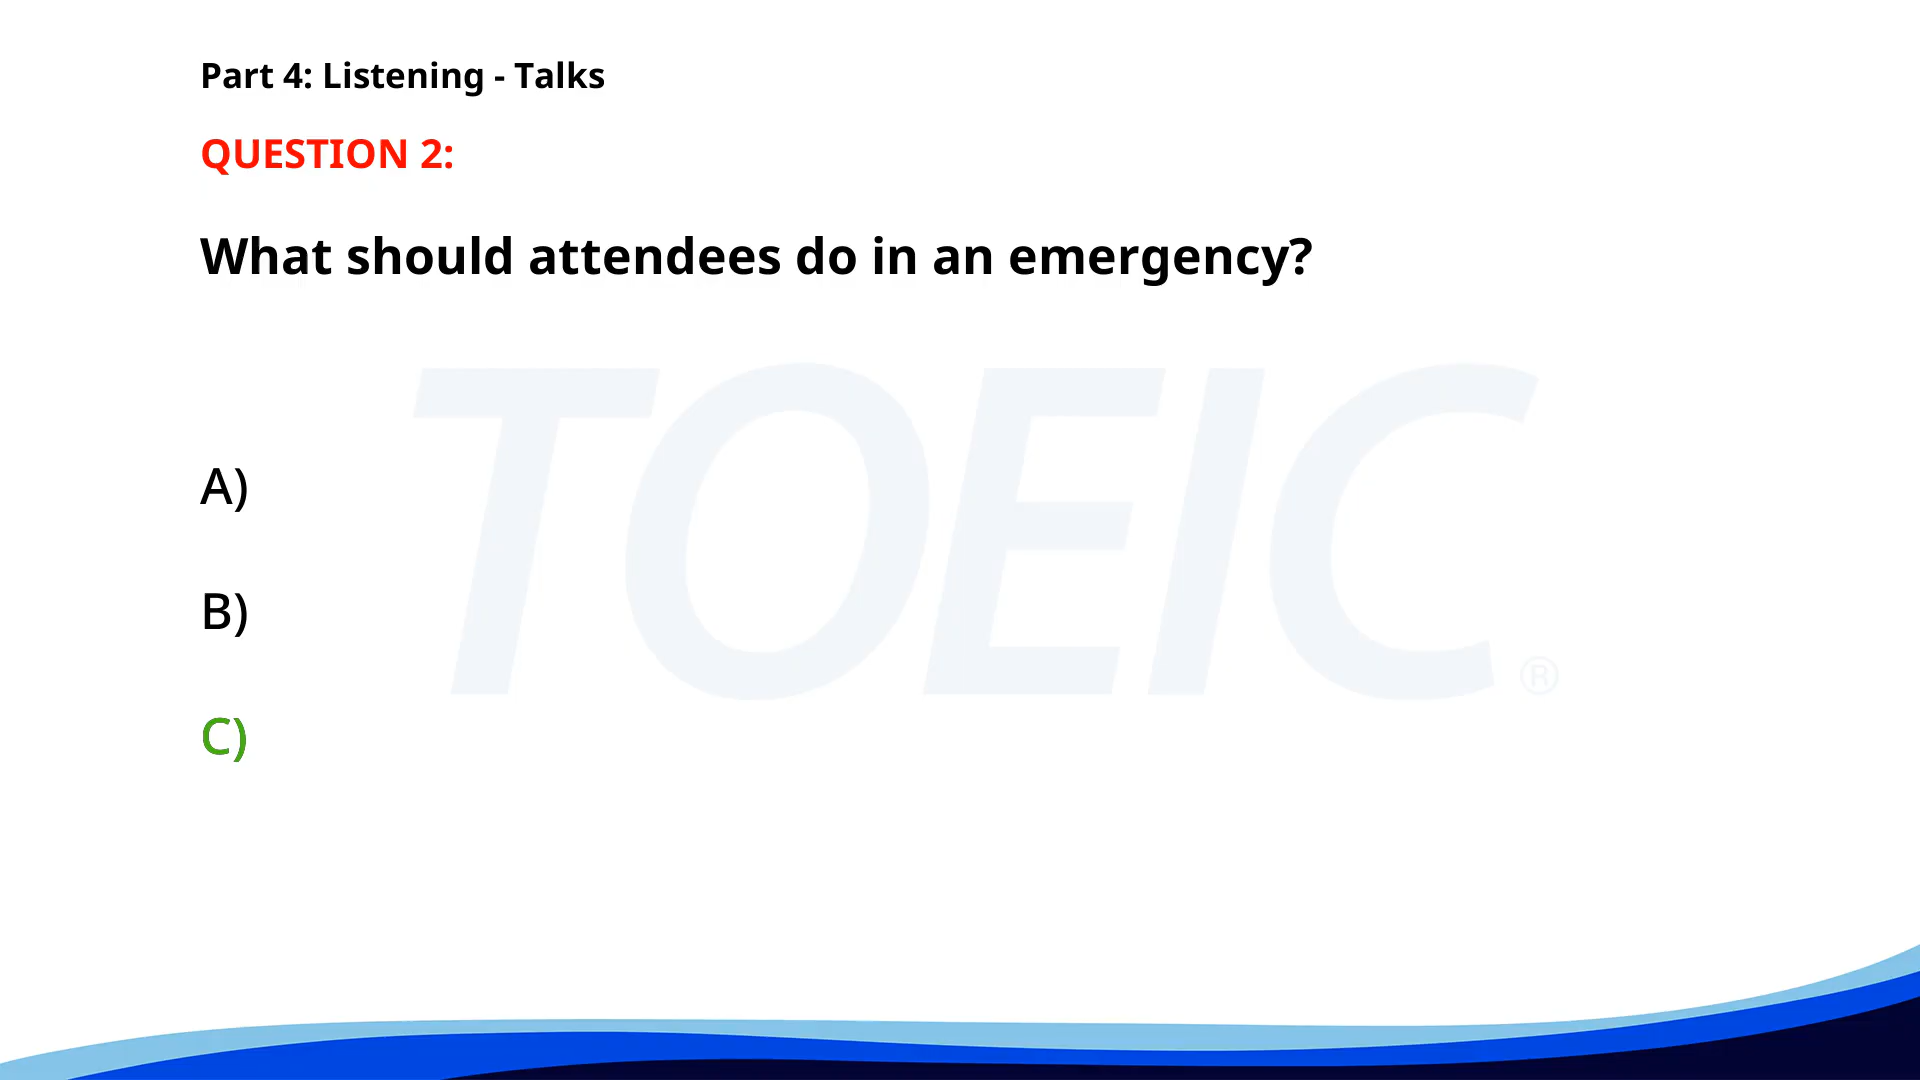 Part 4: Listening - Talks
QUESTION 2:
What should attendees do in an emergency?
TOEIC®
A)
B)
C)